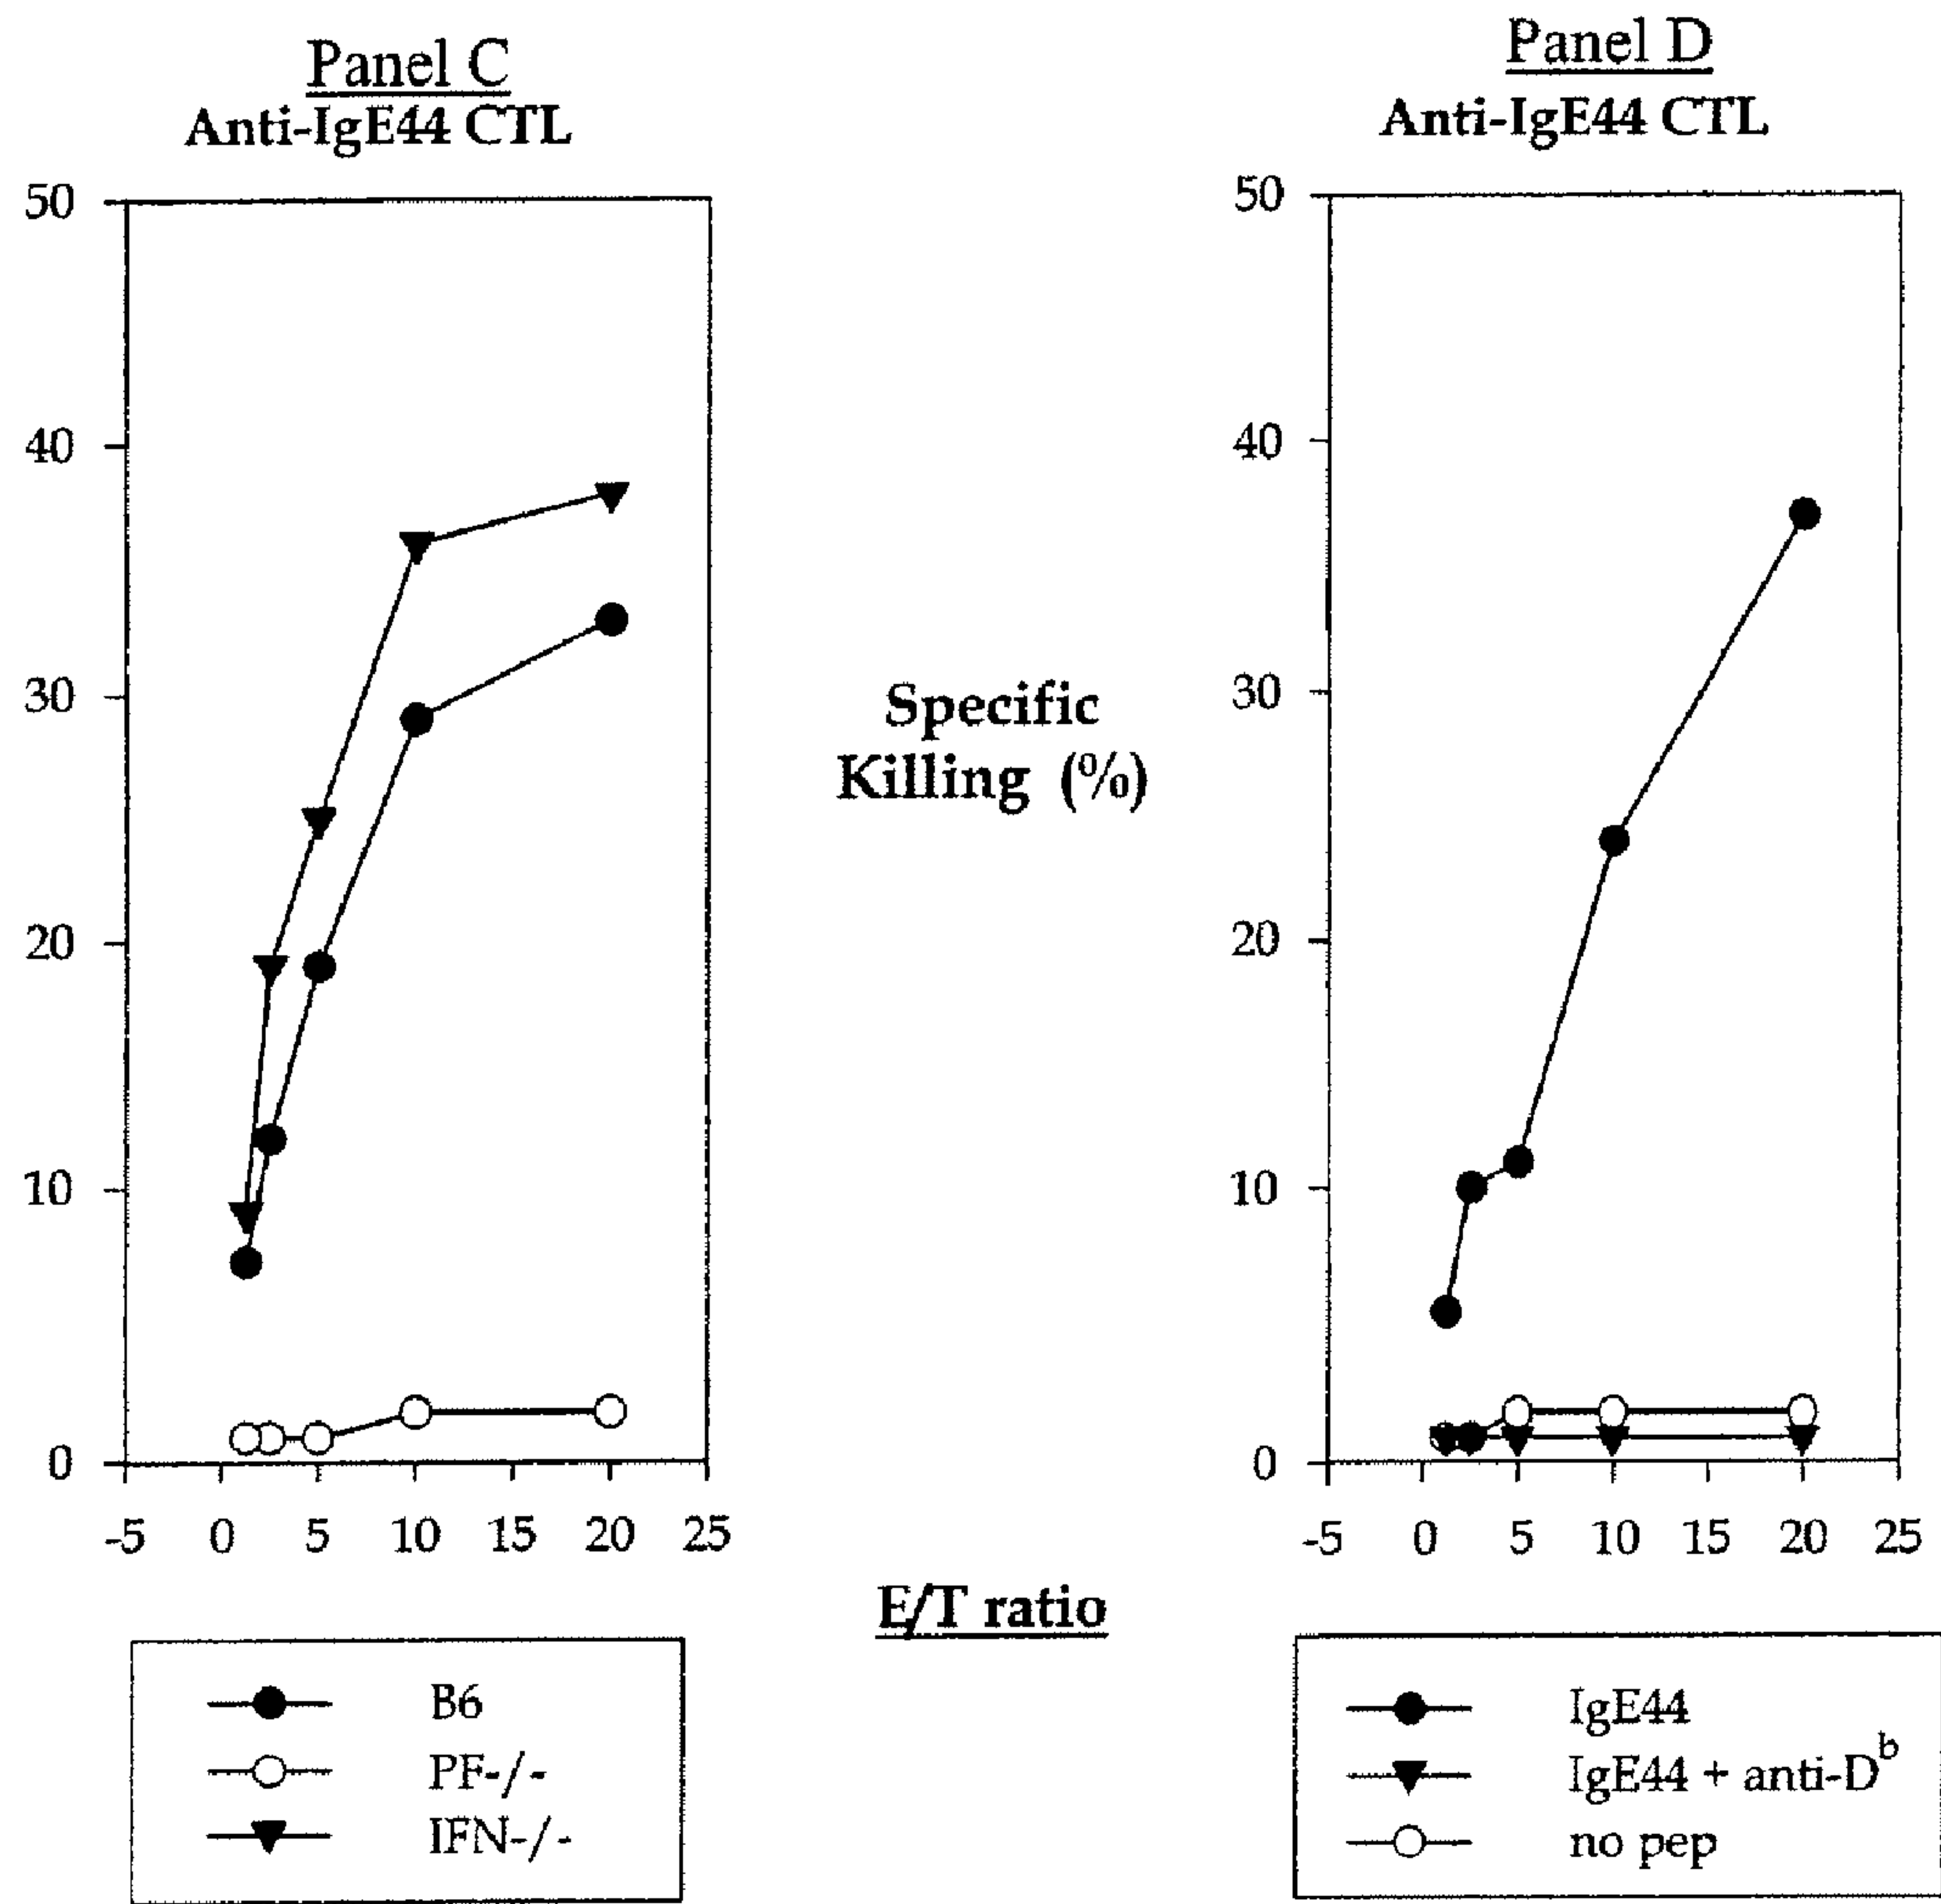 Panel C
Anti-IgE44 CTL
50
40
30
20
10
0
-5 0 5 10 15 20 25
B6
PF-/-
IFN-/-
Specific
Killing (%)
E/T ratio
Panel D
Anti-IgE44 CTL
50
40
30
20
10
0
-5 0 5 10 15 20 25
IgE44
IgE44 + anti-D^b
no pep